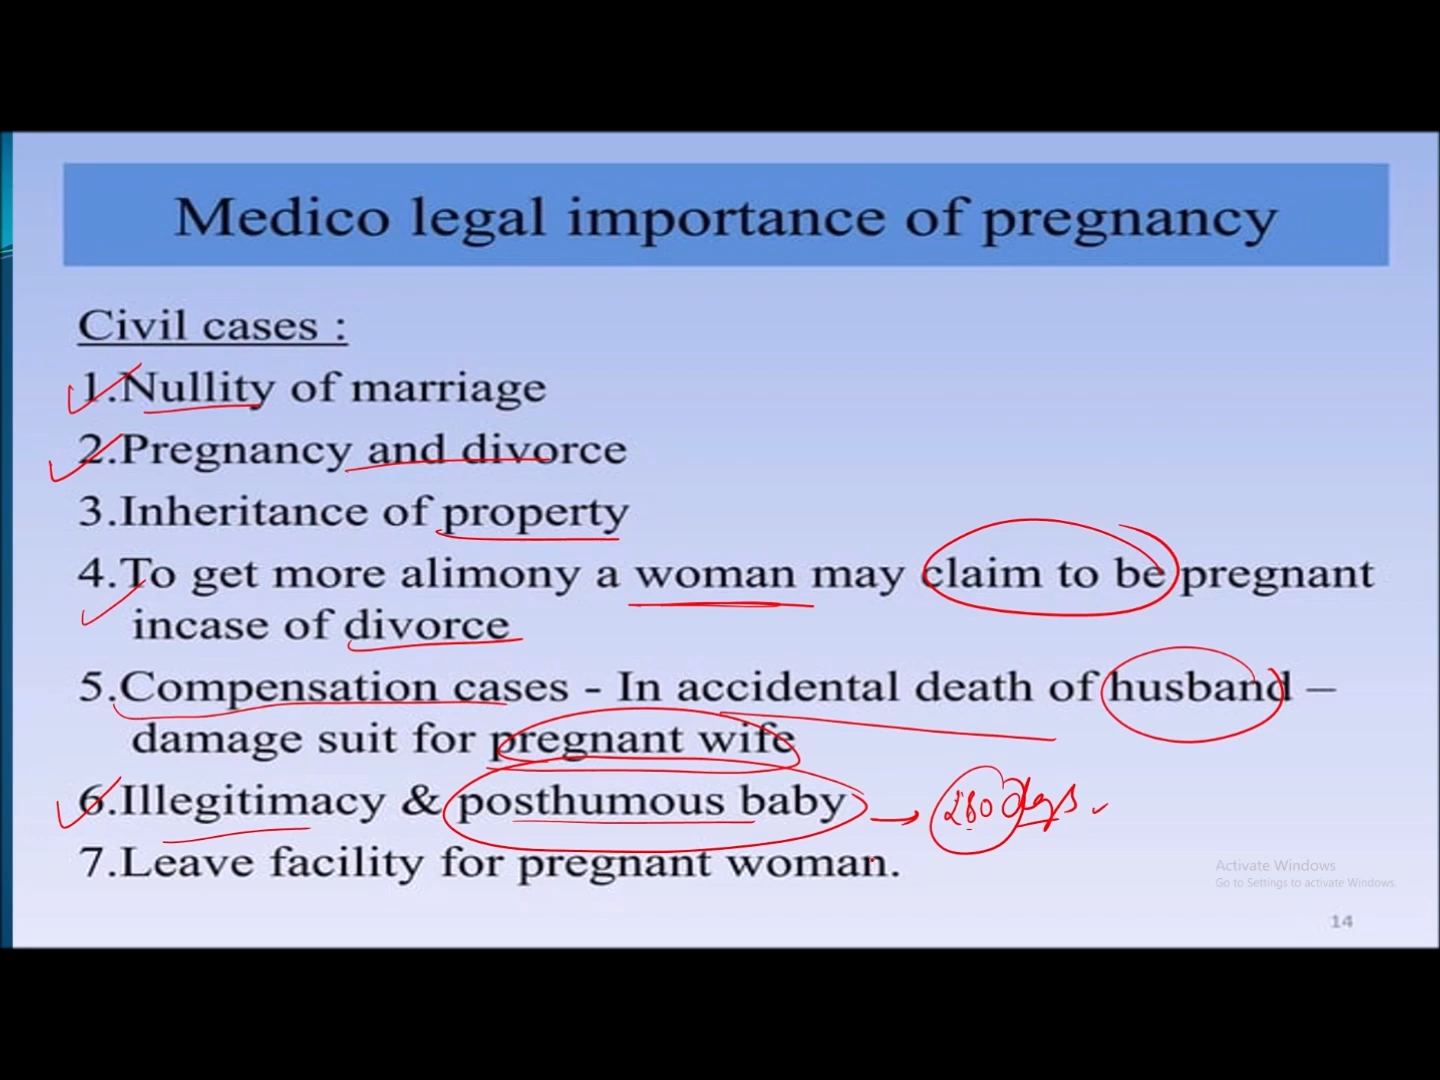 Medico legal importance of pregnancy
Civil cases :
1.Nullity of marriage
2.Pregnancy and divorce
3.Inheritance of property
4.To get more alimony a woman may claim to be pregnant
incase of divorce
5.Compensation cases - In accidental death of husband –
damage suit for pregnant wife
6.Illegitimacy & posthumous baby → 280 days
7.Leave facility for pregnant woman.
Activate Windows
Go to Settings to activate Windows.
14